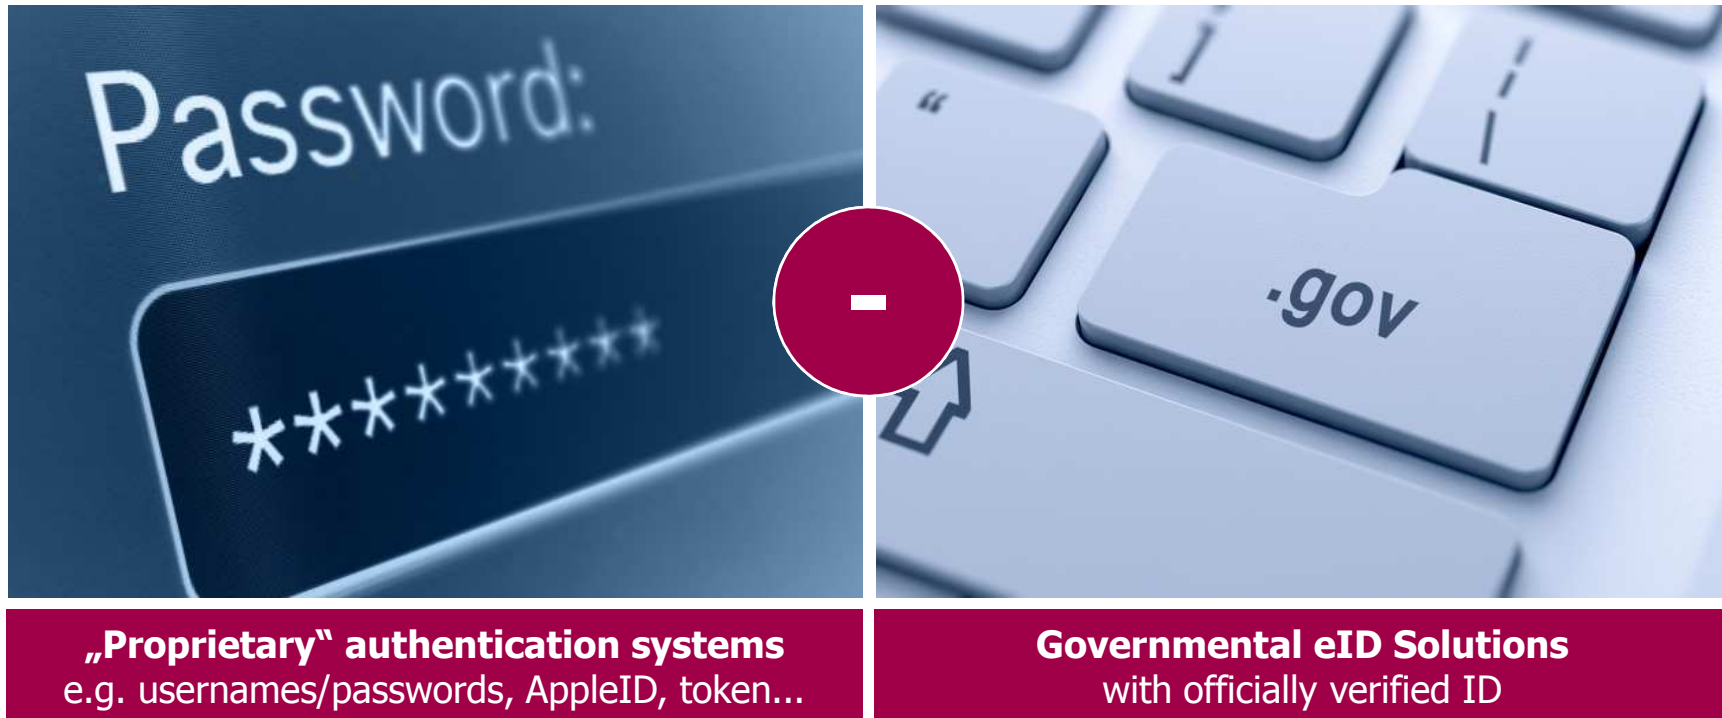 Password:
********
-
“
]
.gov
„Proprietary“ authentication systems
e.g. usernames/passwords, AppleID, token...
Governmental eID Solutions
with officially verified ID